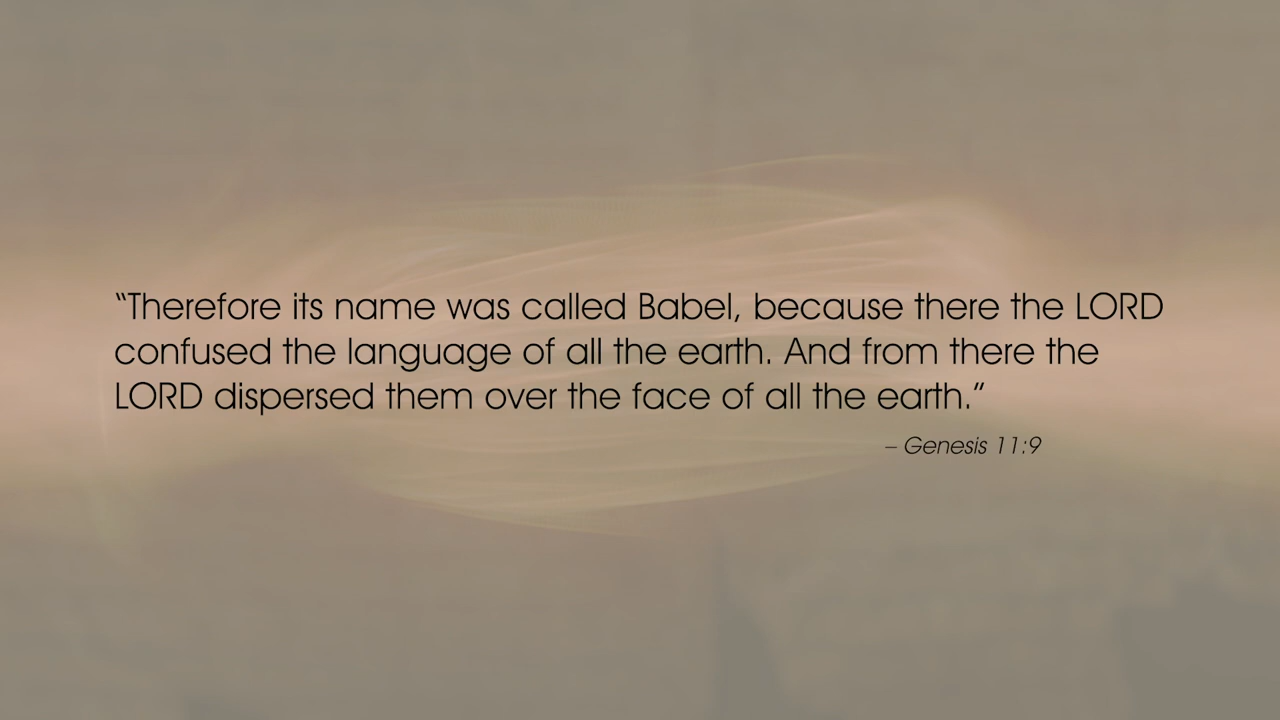 “Therefore its name was called Babel, because there the LORD
confused the language of all the earth. And from there the
LORD dispersed them over the face of all the earth.”
– Genesis 11:9